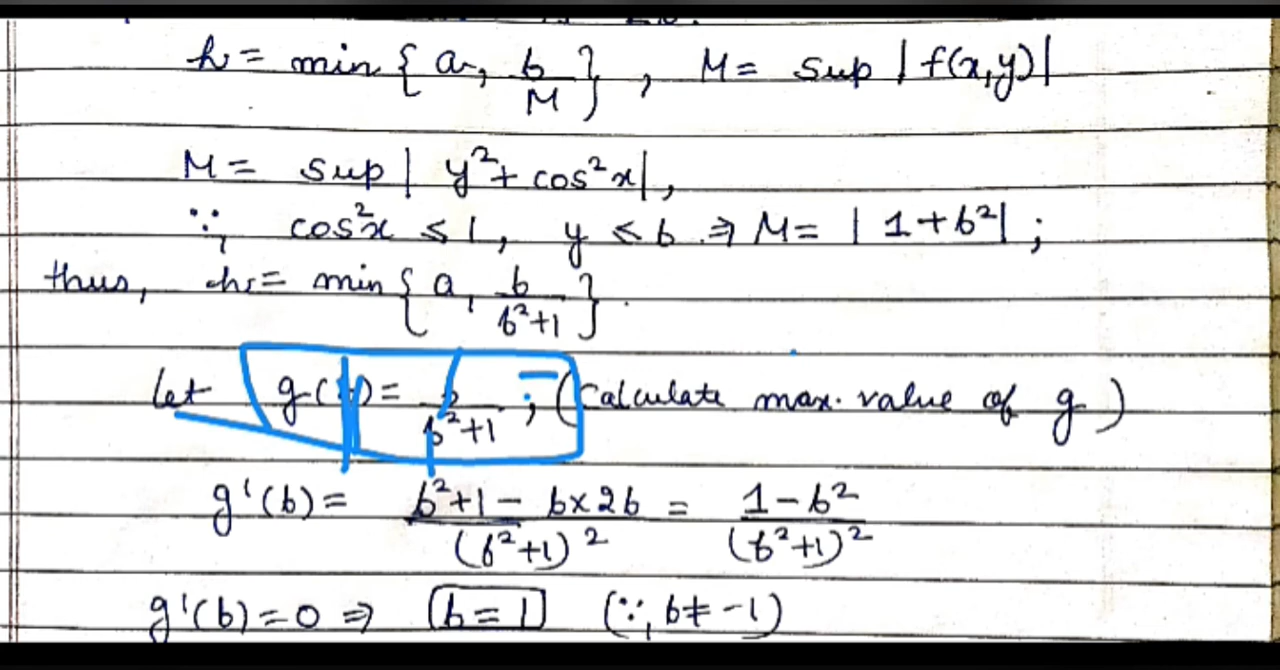 h = min { a, b/M } , M = sup |f(x,y)|
M = sup | y² + cos²x |,
∵, cos²x ≤ 1, y ≤ b ⇒ M = | 1 + b² | ;
thus, h = min { a, b/(b²+1) }.
let g(b) = b/(b²+1) ; (Calculate max. value of g)
g'(b) = (b²+1 - b×2b)/(b²+1)² = (1-b²)/(b²+1)²
g'(b) = 0 ⇒ b = 1 (∵, b ≠ -1)